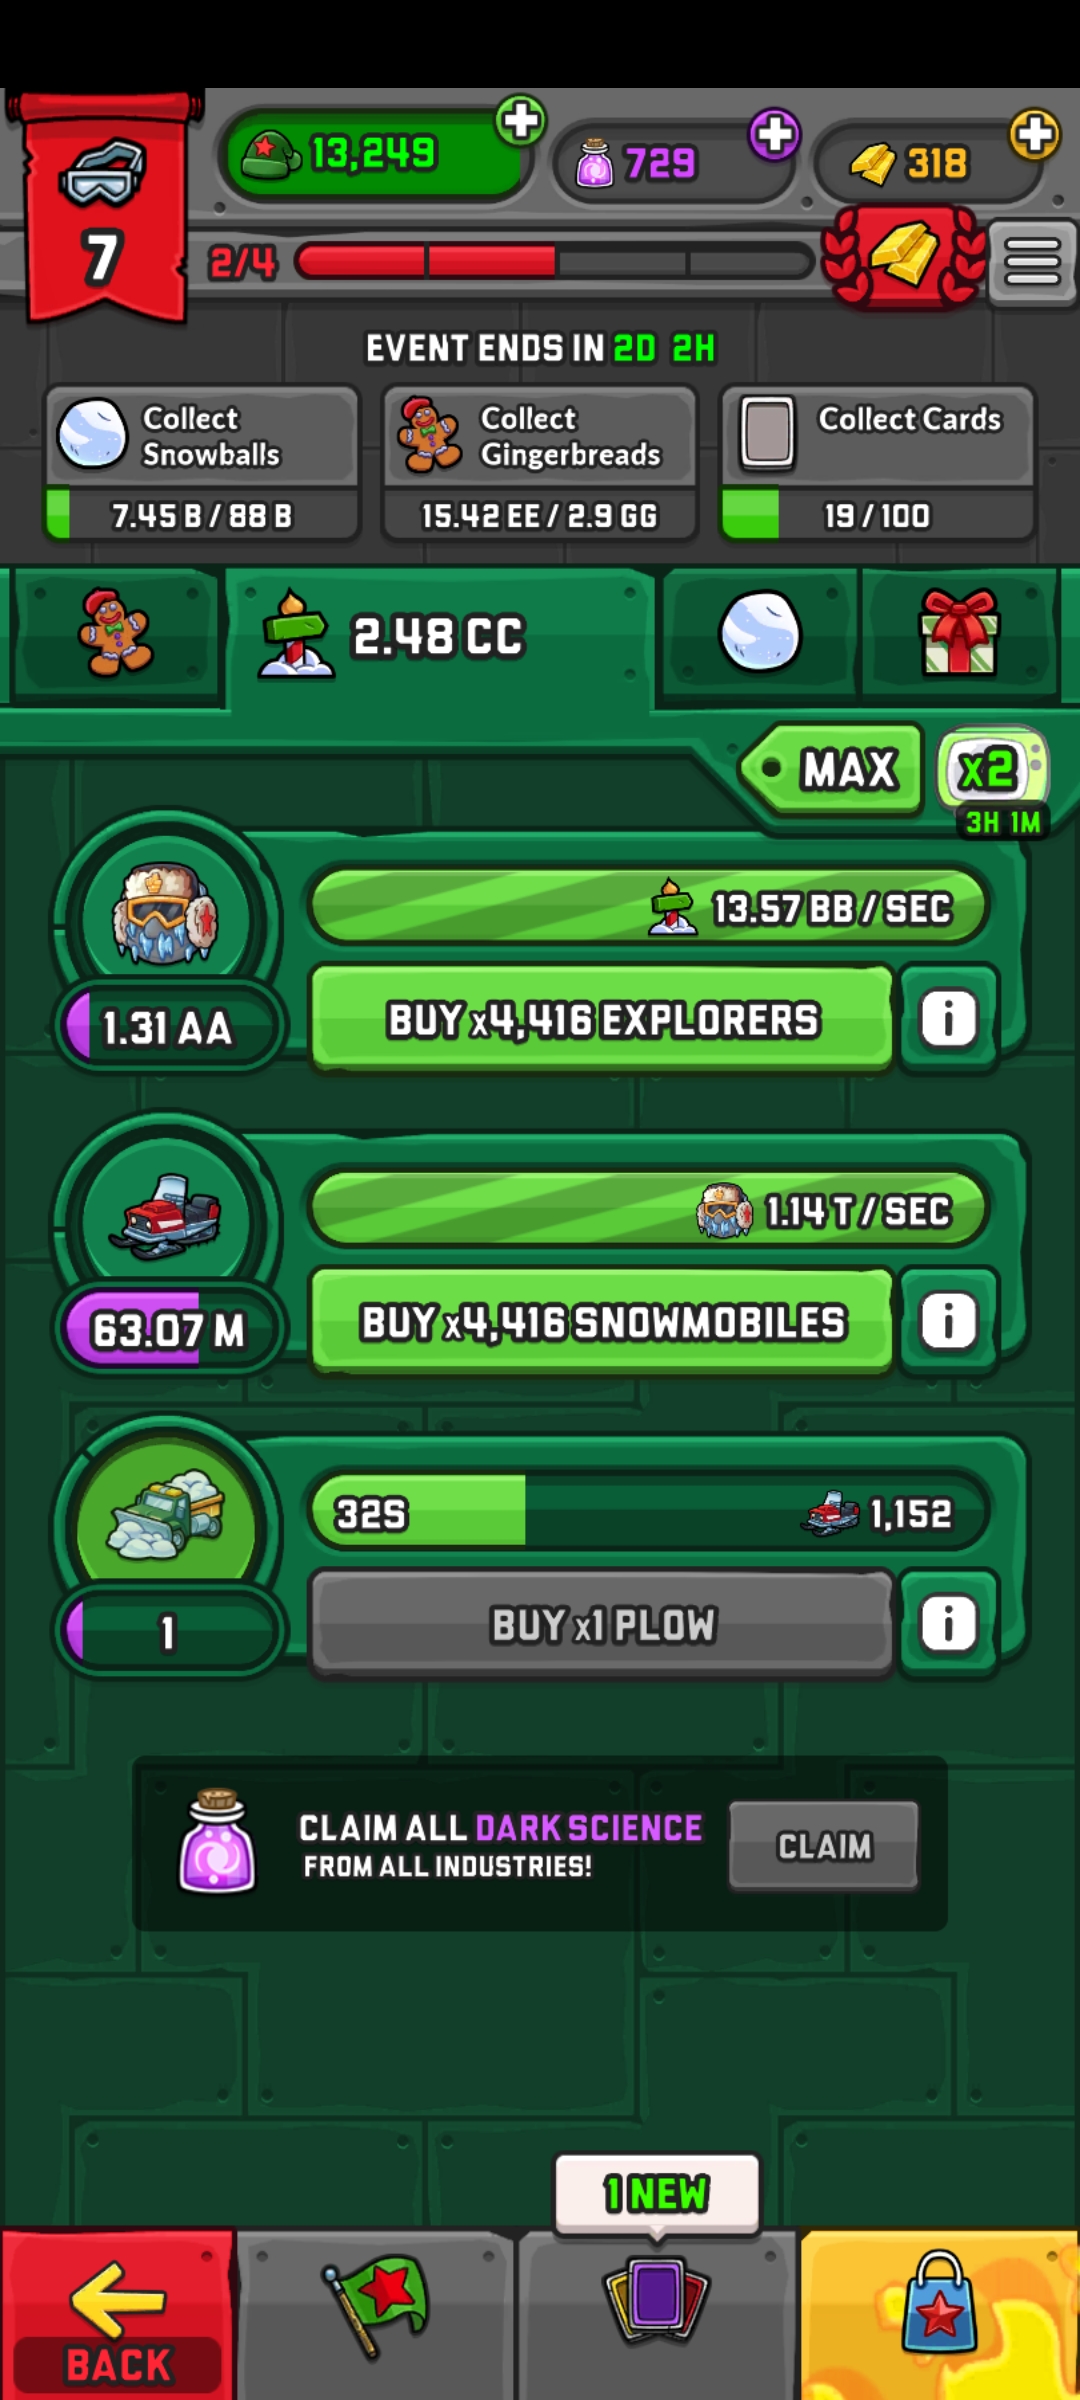 13,249
729
318
7
2/4
EVENT ENDS IN 2D 2H
Collect
Snowballs
7.45 B / 88 B
Collect
Gingerbreads
15.42 EE / 2.9 GG
Collect Cards
19 / 100
2.48 CC
MAX
x2
3H 1M
13.57 BB / SEC
1.31 AA
BUY x4,416 EXPLORERS
i
1.14 T / SEC
63.07 M
BUY x4,416 SNOWMOBILES
i
32S
1,152
1
BUY x1 PLOW
i
CLAIM ALL DARK SCIENCE
FROM ALL INDUSTRIES!
CLAIM
1 NEW
BACK